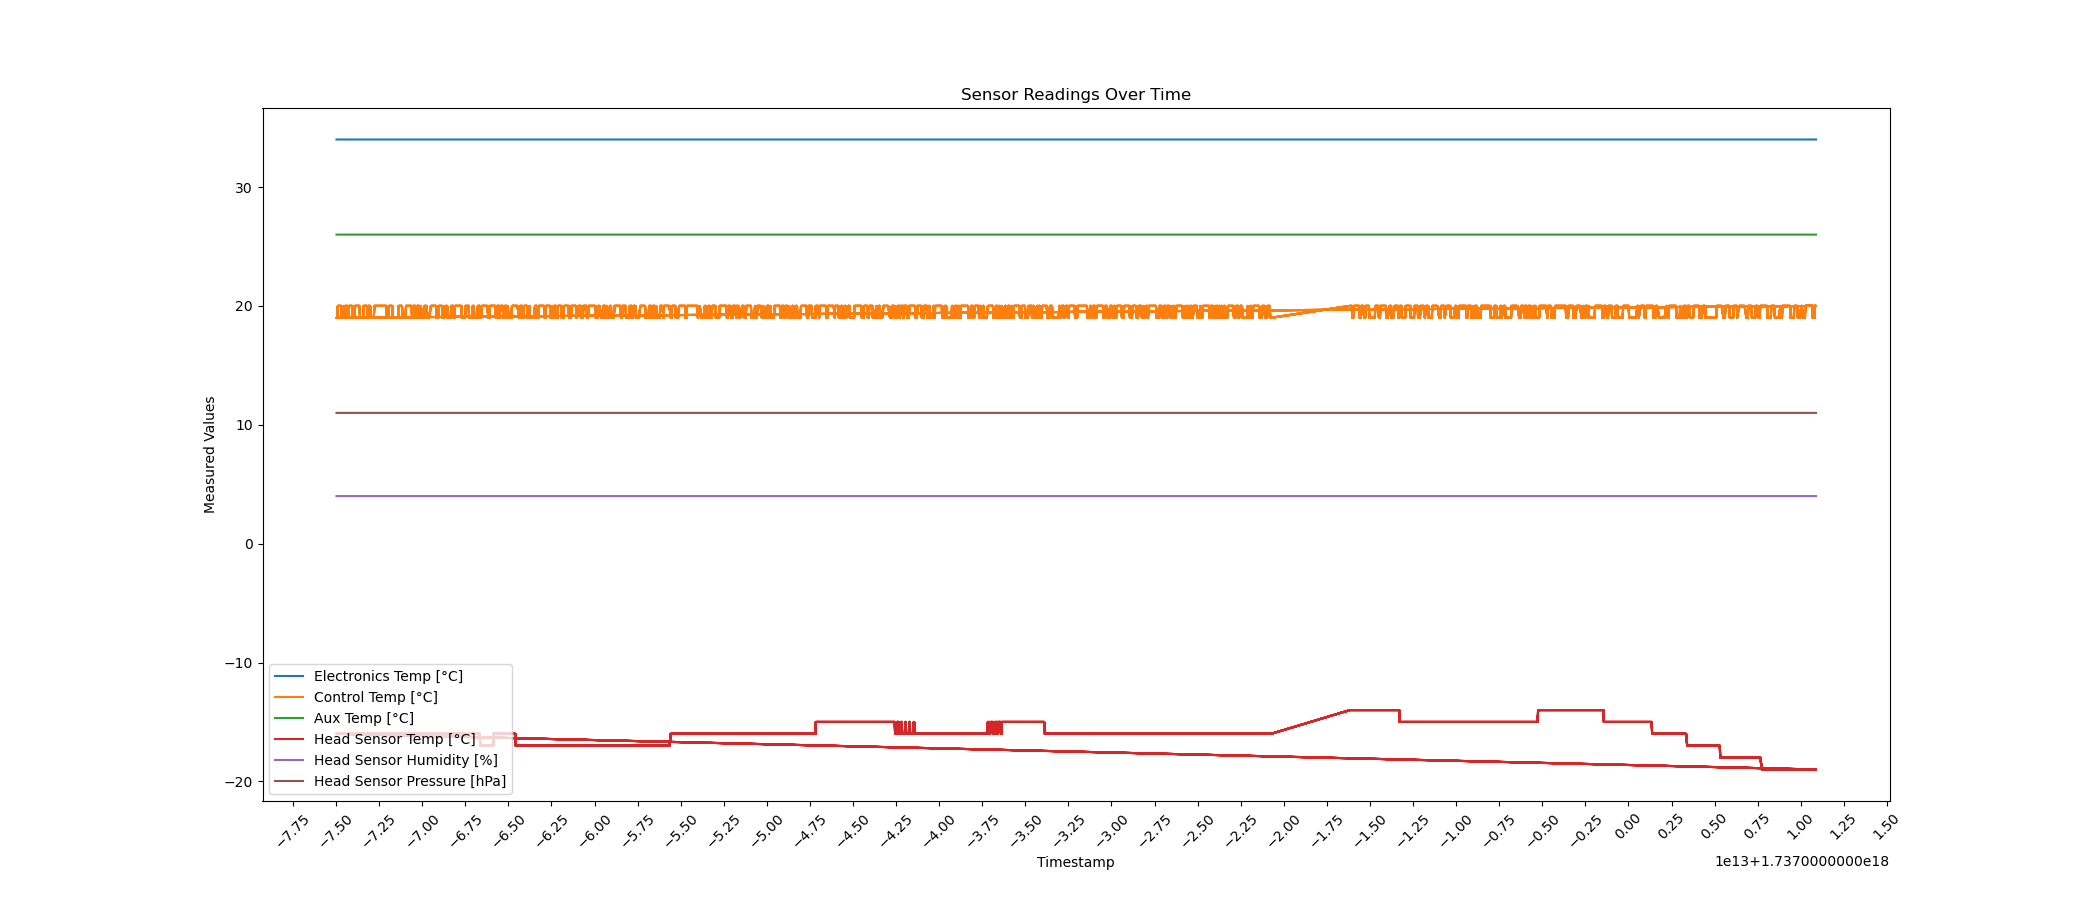 Sensor Readings Over Time
Measured Values
30
20
10
0
−10
−20
Electronics Temp [°C]
Control Temp [°C]
Aux Temp [°C]
Head Sensor Temp [°C]
Head Sensor Humidity [%]
Head Sensor Pressure [hPa]
−7.75 −7.50 −7.25 −7.00 −6.75 −6.50 −6.25 −6.00 −5.75 −5.50 −5.25 −5.00 −4.75 −4.50 −4.25 −4.00 −3.75 −3.50 −3.25 −3.00 −2.75 −2.50 −2.25 −2.00 −1.75 −1.50 −1.25 −1.00 −0.75 −0.50 −0.25 0.00 0.25 0.50 0.75 1.00 1.25 1.50
Timestamp
1e13+1.7370000000e18